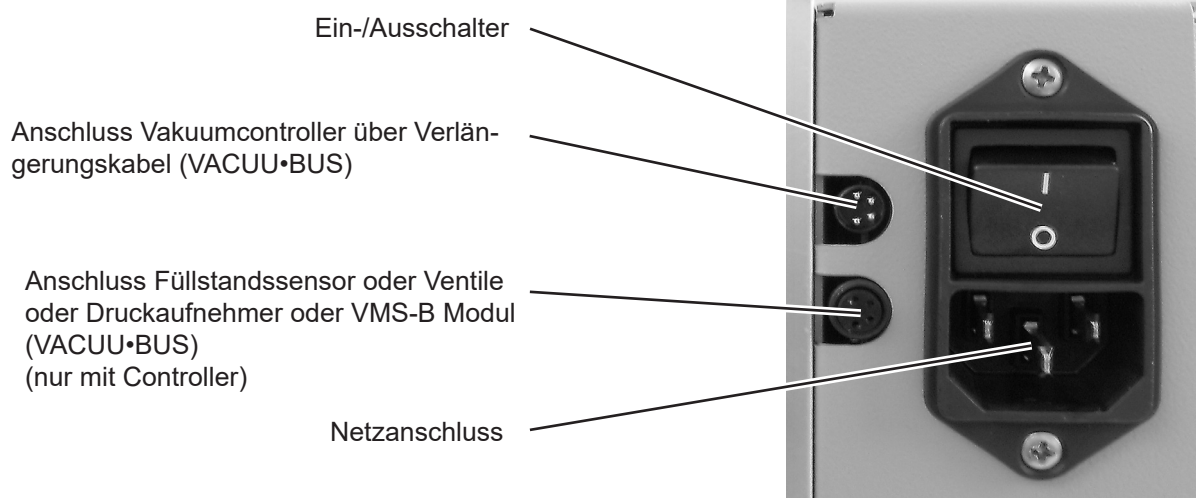 Ein-/Ausschalter
Anschluss Vakuumcontroller über Verlän-
gerungskabel (VACUU•BUS)
Anschluss Füllstandssensor oder Ventile
oder Druckaufnehmer oder VMS-B Modul
(VACUU•BUS)
(nur mit Controller)
Netzanschluss